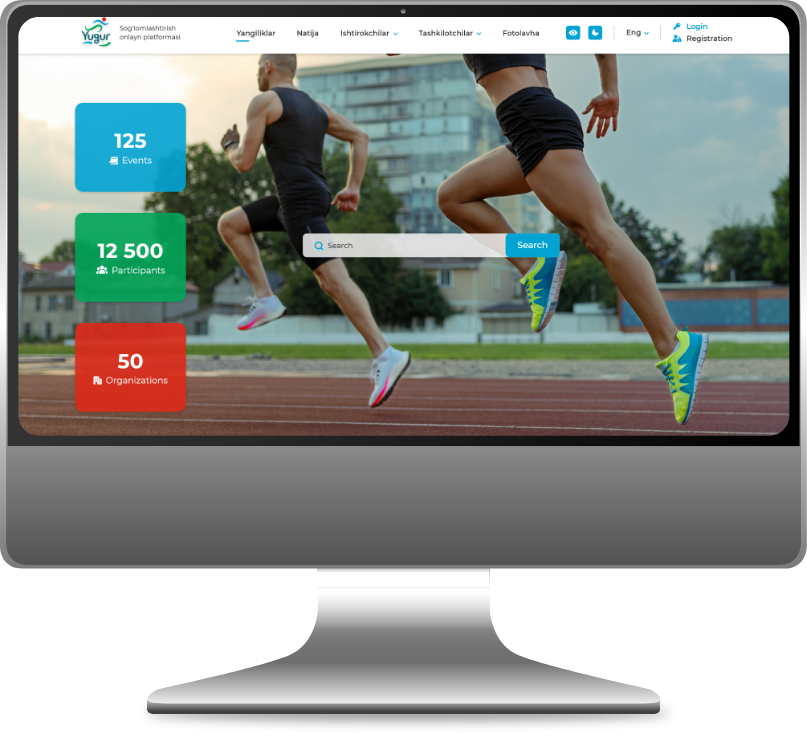 Yugur
Sog'lomlashtirish
onlayn platformasi
Yangiliklar
Natija
Ishtirokchilar
Tashkilotchilar
Fotolavha
Eng
Login
Registration
125
Events
12 500
Participants
50
Organizations
Search
Search